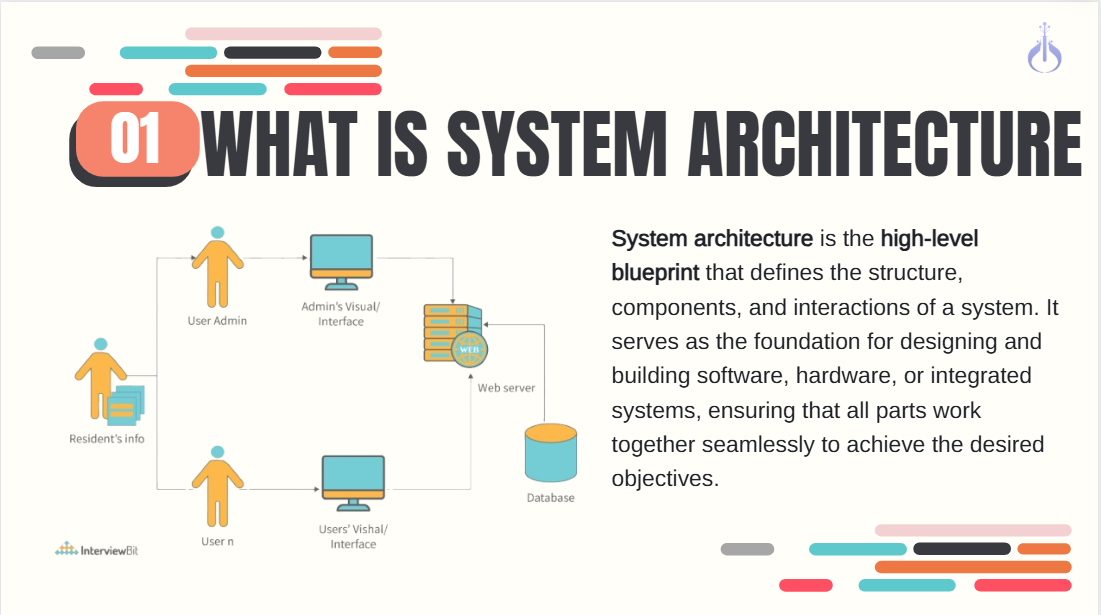 01
WHAT IS SYSTEM ARCHITECTURE
User Admin
Admin's Visual/
Interface
WEB
Web server
Resident's info
User n
Users' Vishal/
Interface
Database
InterviewBit
System architecture is the high-level
blueprint that defines the structure,
components, and interactions of a system. It
serves as the foundation for designing and
building software, hardware, or integrated
systems, ensuring that all parts work
together seamlessly to achieve the desired
objectives.